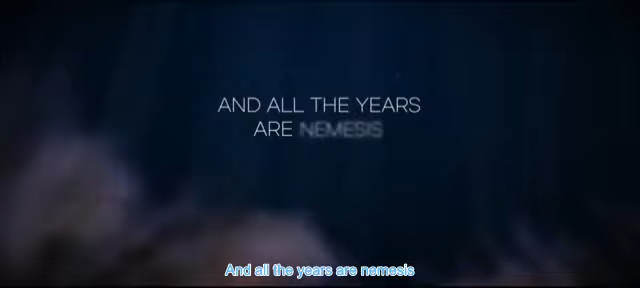 AND ALL THE YEARS
ARE NEMESIS
And all the years are nemesis